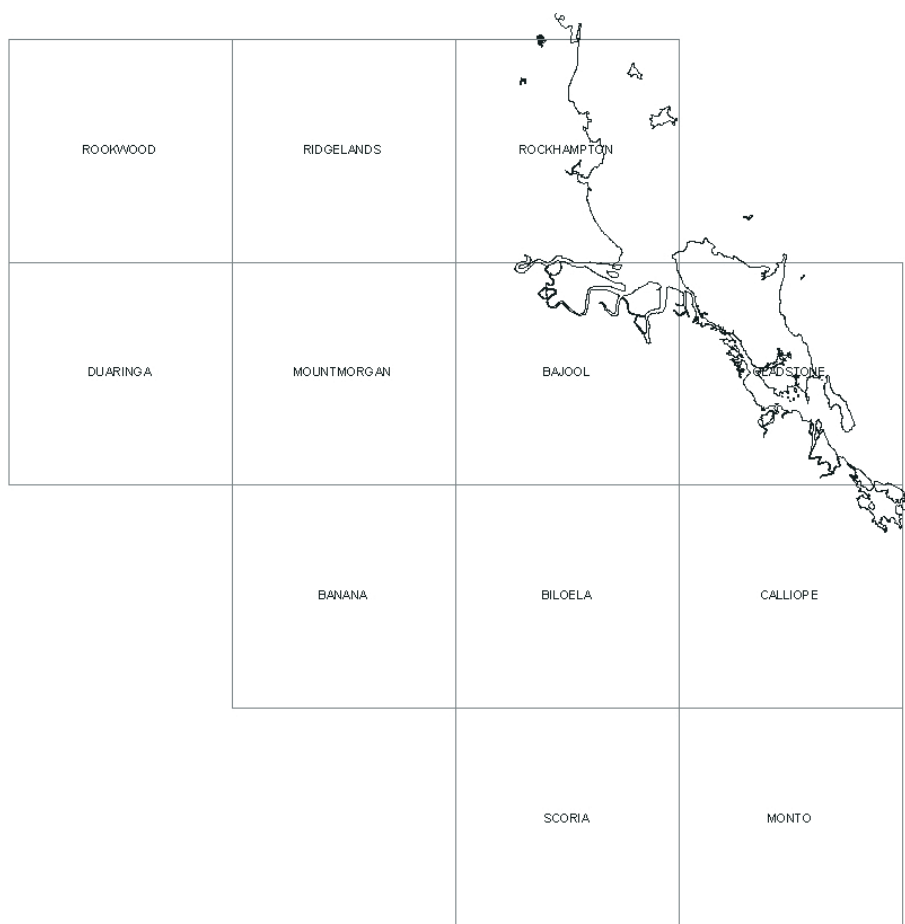 ROOKWOOD
RIDGELANDS
ROCKHAMPTON
DUARINGA
MOUNTMORGAN
BAJOOL
GLADSTONE
BANANA
BILOELA
CALLIOPE
SCORIA
MONTO